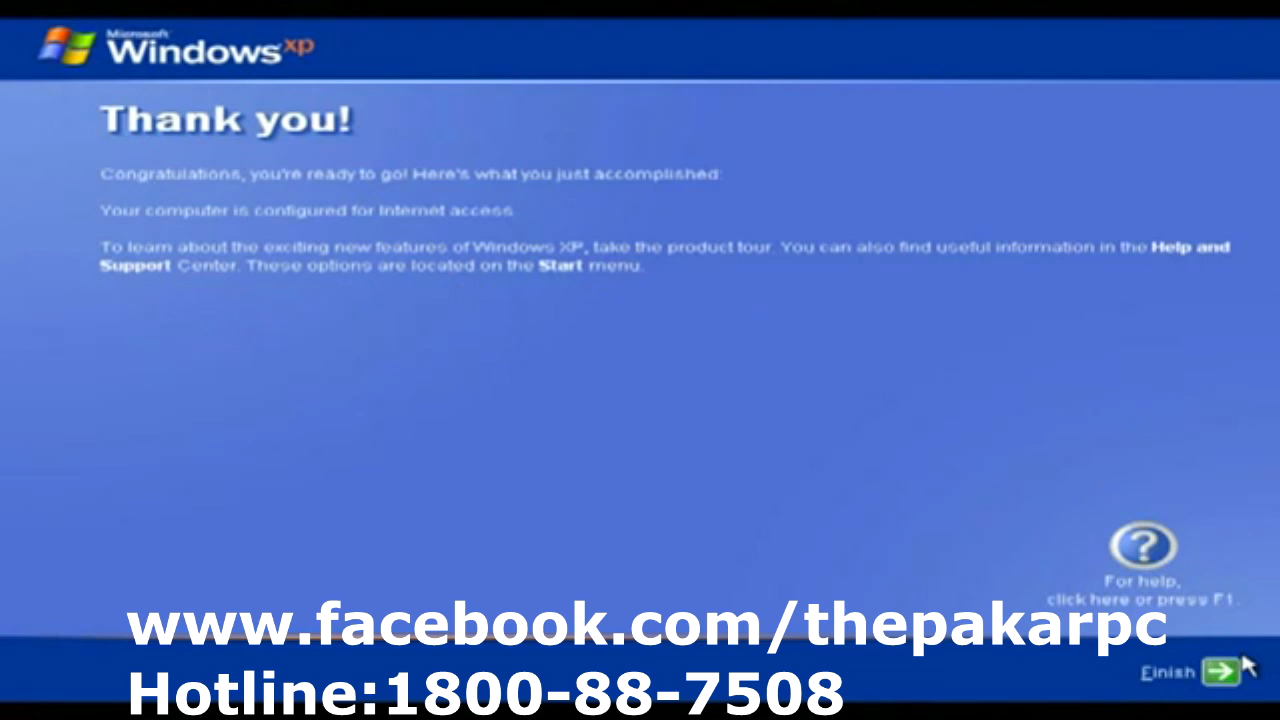 Microsoft
Windows xp
Thank you!
Congratulations, you're ready to go! Here's what you just accomplished:
Your computer is configured for Internet access.
To learn about the exciting new features of Windows XP, take the product tour. You can also find useful information in the Help and
Support Center. These options are located on the Start menu.
For help,
click here or press F1.
www.facebook.com/thepakarpc
Finish
Hotline:1800-88-7508